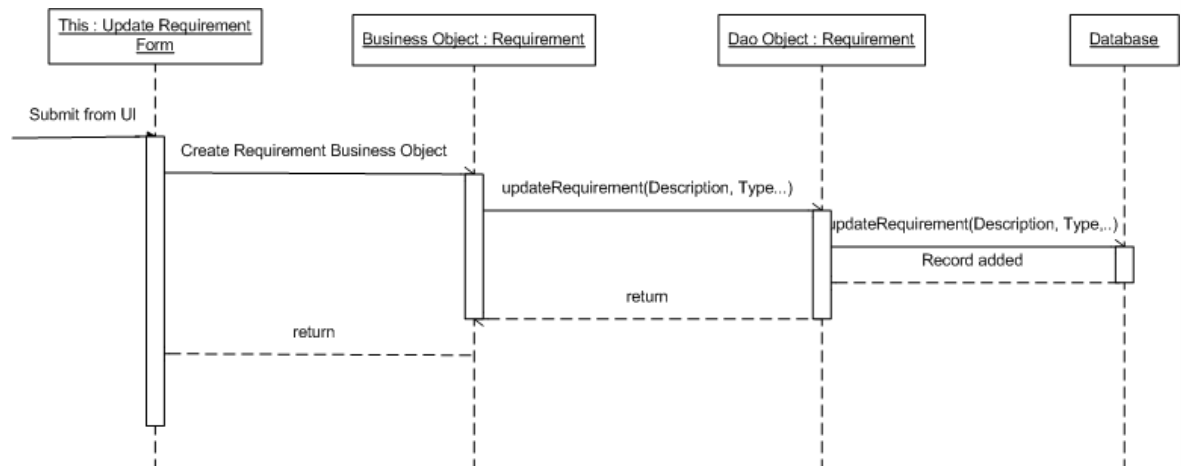 This : Update Requirement
Form
Business Object : Requirement
Dao Object : Requirement
Database
Submit from UI
Create Requirement Business Object
updateRequirement(Description, Type...)
updateRequirement(Description, Type,..)
Record added
return
return